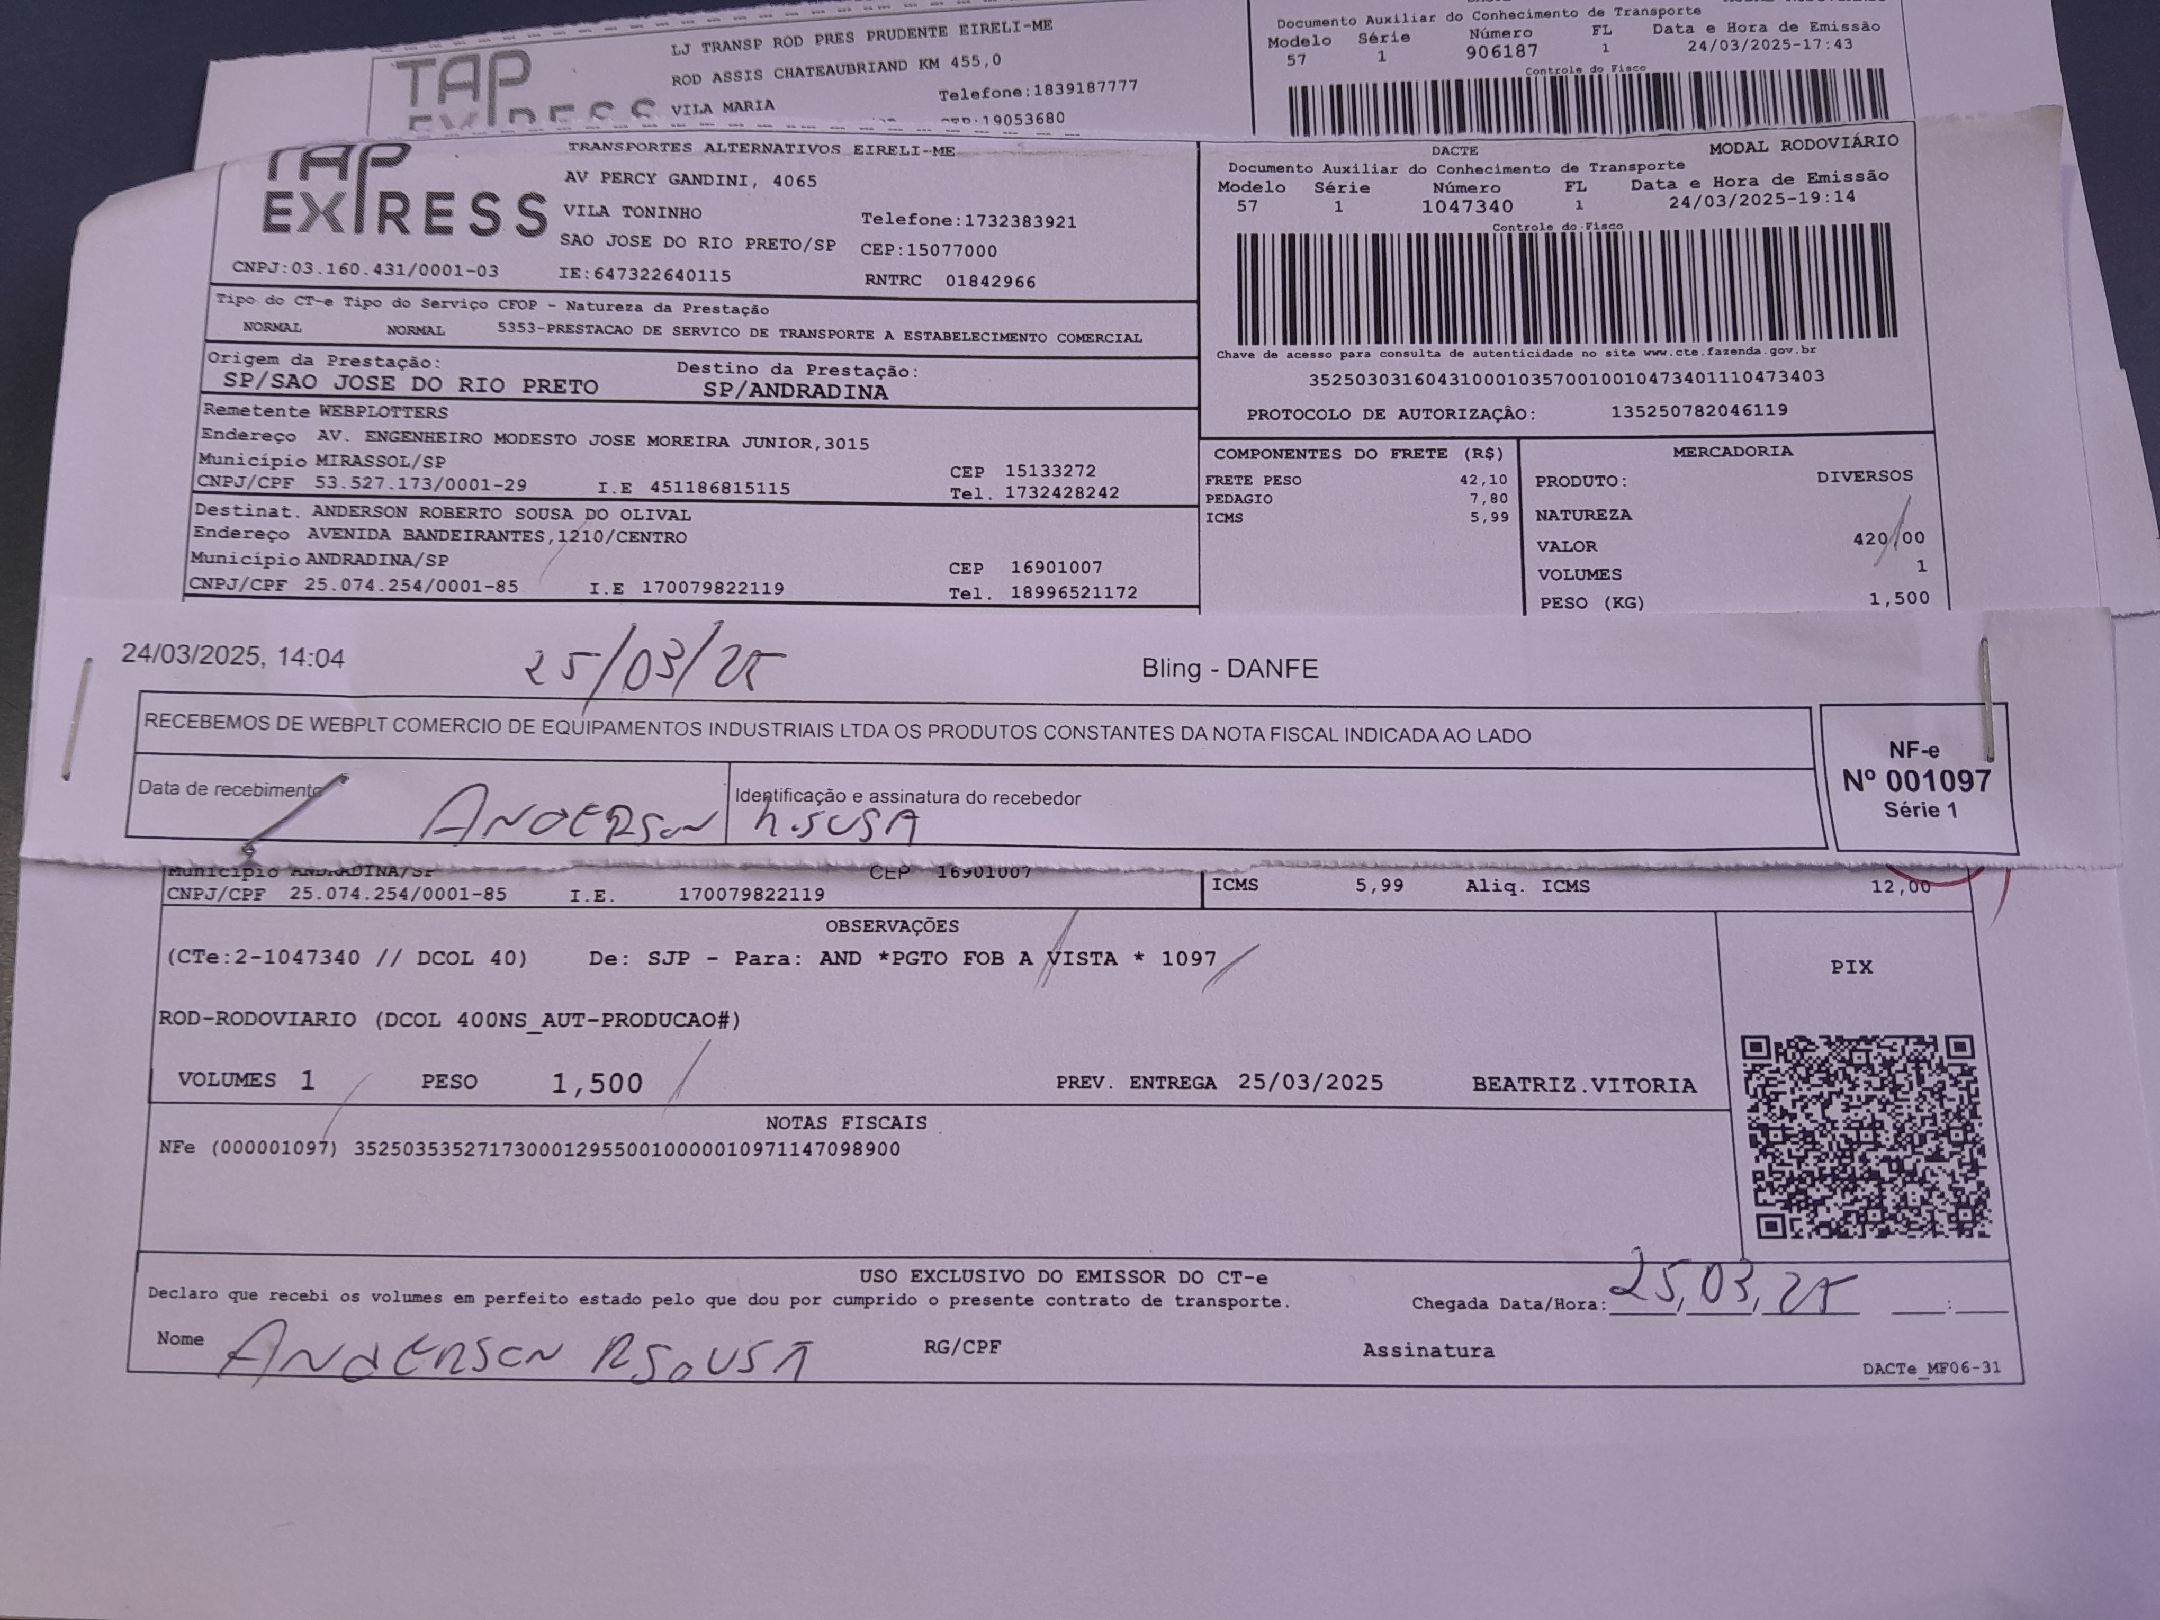 LJ TRANSP ROD PRES PRUDENTE EIRELI-ME
ROD ASSIS CHATEAUBRIAND KM 455,0
VILA MARIA Telefone:1839187777
CEP:19053680
TAP
EXPRESS
Documento Auxiliar do Conhecimento de Transporte
Modelo Série Número FL Data e Hora de Emissão
57 1 906187 1 24/03/2025-17:43
Controle do Fisco
TAP
EXPRESS
TRANSPORTES ALTERNATIVOS EIRELI-ME
AV PERCY GANDINI, 4065
VILA TONINHO Telefone:1732383921
SAO JOSE DO RIO PRETO/SP CEP:15077000
CNPJ:03.160.431/0001-03 IE:647322640115 RNTRC 01842966
DACTE MODAL RODOVIÁRIO
Documento Auxiliar do Conhecimento de Transporte
Modelo Série Número FL Data e Hora de Emissão
57 1 1047340 1 24/03/2025-19:14
Controle do Fisco
Chave de acesso para consulta de autenticidade no site www.cte.fazenda.gov.br
35250303160431000103570010010473401110473403
PROTOCOLO DE AUTORIZAÇÃO: 135250782046119
Tipo do CT-e Tipo do Serviço CFOP - Natureza da Prestação
NORMAL NORMAL 5353-PRESTACAO DE SERVICO DE TRANSPORTE A ESTABELECIMENTO COMERCIAL
Origem da Prestação: Destino da Prestação:
SP/SAO JOSE DO RIO PRETO SP/ANDRADINA
Remetente WEBPLOTTERS
Endereço AV. ENGENHEIRO MODESTO JOSE MOREIRA JUNIOR,3015
Município MIRASSOL/SP CEP 15133272
CNPJ/CPF 53.527.173/0001-29 I.E 451186815115 Tel. 1732428242
Destinat. ANDERSON ROBERTO SOUSA DO OLIVAL
Endereço AVENIDA BANDEIRANTES,1210/CENTRO
Município ANDRADINA/SP CEP 16901007
CNPJ/CPF 25.074.254/0001-85 I.E 170079822119 Tel. 18996521172
COMPONENTES DO FRETE (R$)
FRETE PESO 42,10
PEDAGIO 7,80
ICMS 5,99
MERCADORIA
PRODUTO: DIVERSOS
NATUREZA
VALOR 420,00
VOLUMES 1
PESO (KG) 1,500
24/03/2025, 14:04 25/03/25 Bling - DANFE
RECEBEMOS DE WEBPLT COMERCIO DE EQUIPAMENTOS INDUSTRIAIS LTDA OS PRODUTOS CONSTANTES DA NOTA FISCAL INDICADA AO LADO
Data de recebimento Identificação e assinatura do recebedor
ANDERSON R.SUSA
NF-e
Nº 001097
Série 1
Município ANDRADINA/SP CEP 16901007
CNPJ/CPF 25.074.254/0001-85 I.E. 170079822119
ICMS 5,99 Aliq. ICMS 12,00
OBSERVAÇÕES
(CTe:2-1047340 // DCOL 40) De: SJP - Para: AND *PGTO FOB A VISTA * 1097
ROD-RODOVIARIO (DCOL 400NS_AUT-PRODUCAO#)
PIX
VOLUMES 1 PESO 1,500 PREV. ENTREGA 25/03/2025 BEATRIZ.VITORIA
NOTAS FISCAIS
NFe (000001097) 35250353527173000129550010000010971147098900
USO EXCLUSIVO DO EMISSOR DO CT-e
Declaro que recebi os volumes em perfeito estado pelo que dou por cumprido o presente contrato de transporte. Chegada Data/Hora: 25,03,25 :
Nome ANDERSON R SOUSA RG/CPF Assinatura
DACTe_MF06-31